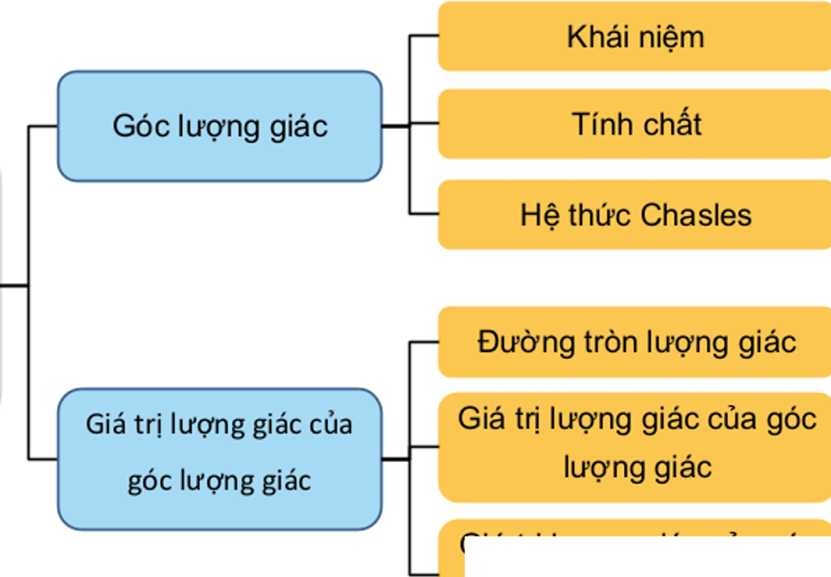 Khái niệm
Góc lượng giác
Tính chất
Hệ thức Chasles
Đường tròn lượng giác
Giá trị lượng giác của
góc lượng giác
Giá trị lượng giác của góc
lượng giác